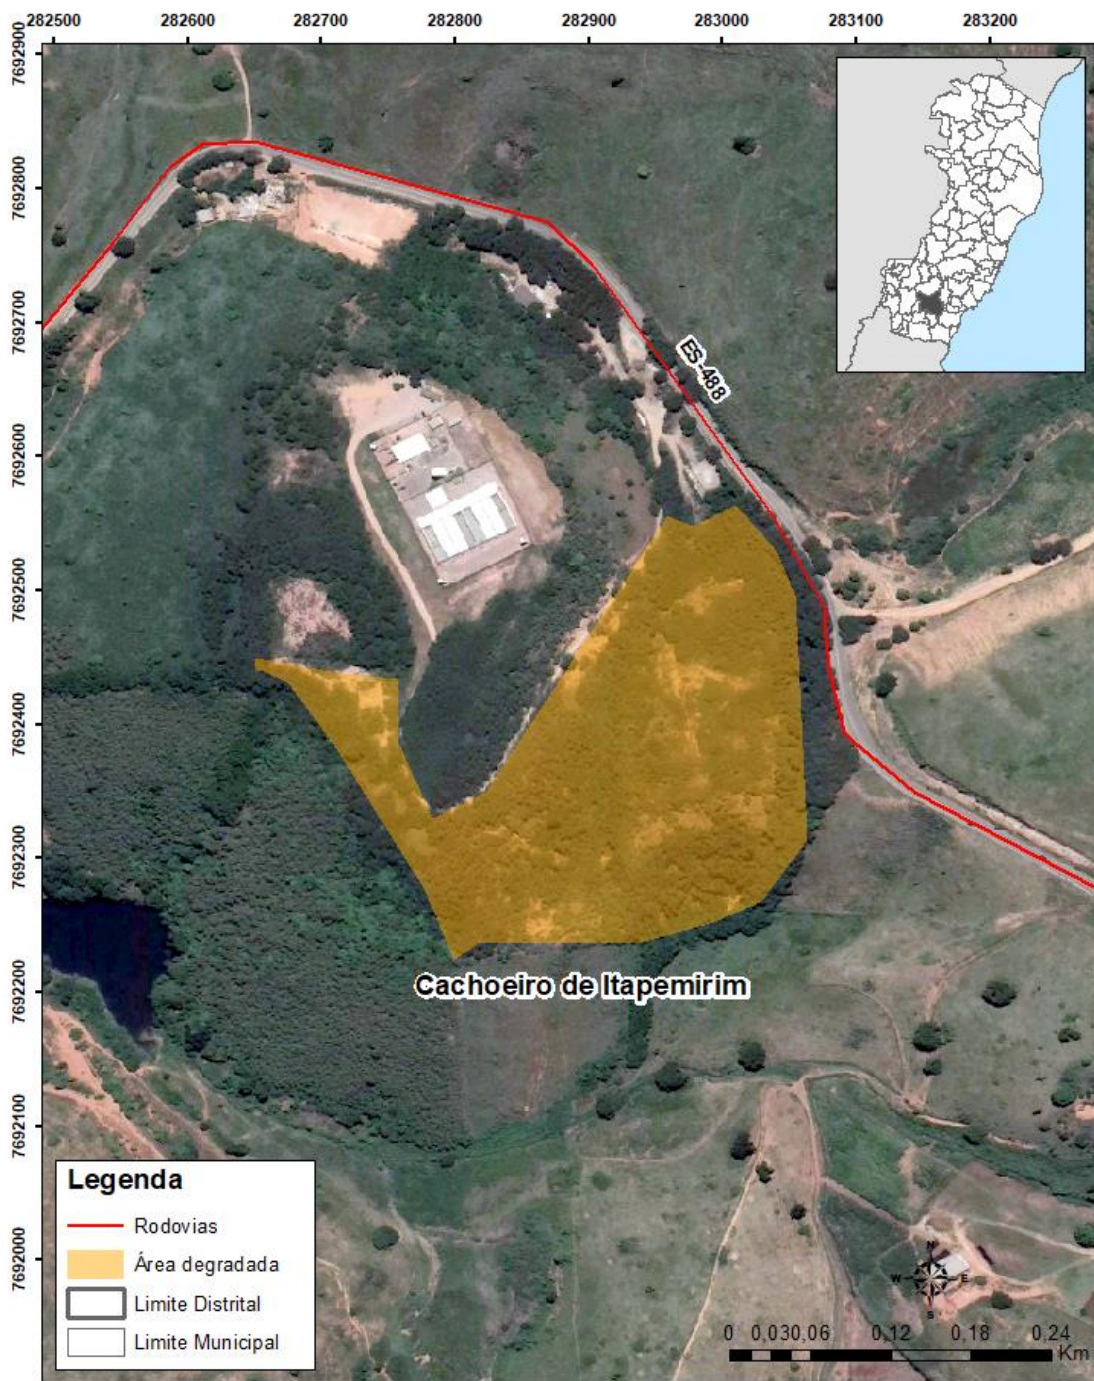 282500 282600 282700 282800 282900 283000 283100 283200
7692900
7692800
7692700
7692600
7692500
7692400
7692300
7692200
7692100
7692000
ES-488
Cachoeiro de Itapemirim
Legenda
Rodovias
Área degradada
Limite Distrital
Limite Municipal
N
W E
S
0 0,03 0,06 0,12 0,18 0,24
Km